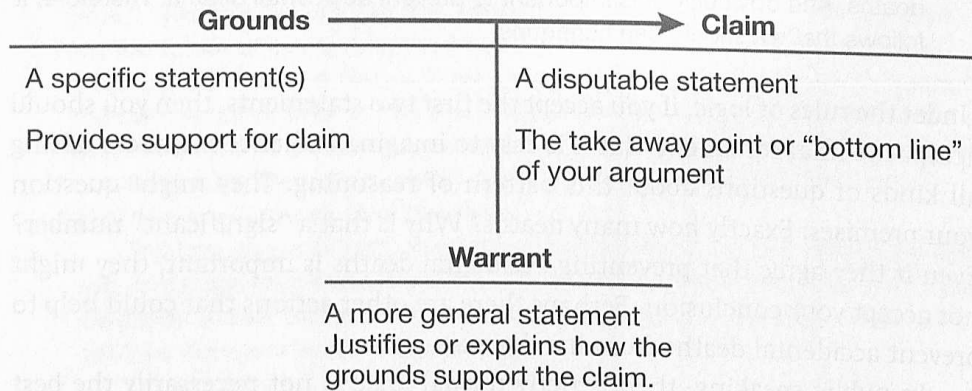 Grounds
Claim
A specific statement(s)
Provides support for claim
A disputable statement
The take away point or “bottom line”
of your argument
Warrant
A more general statement
Justifies or explains how the
grounds support the claim.